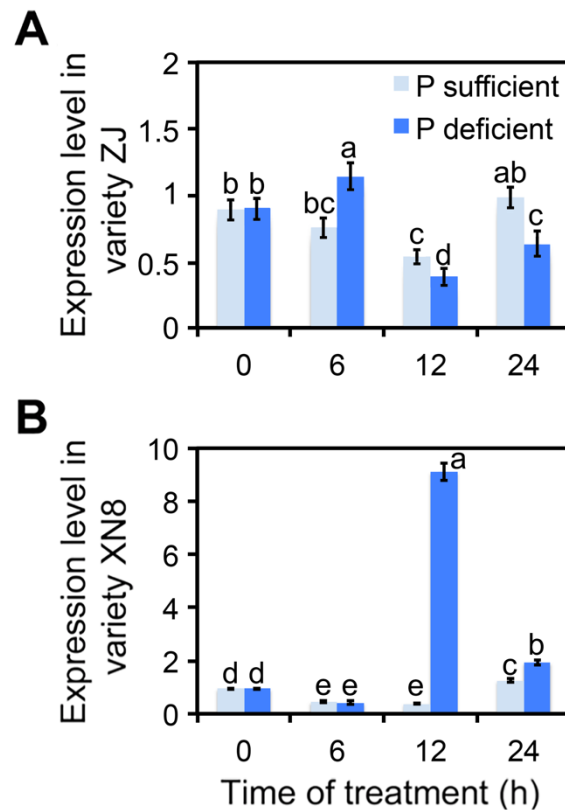 A
Expression level in
variety ZJ
2
1.5
1
0.5
0
P sufficient
P deficient
b b
bc a
c d
ab c
0 6 12 24
B
Expression level in
variety XN8
10
8
6
4
2
0
d d
e e
e a
c b
0 6 12 24
Time of treatment (h)